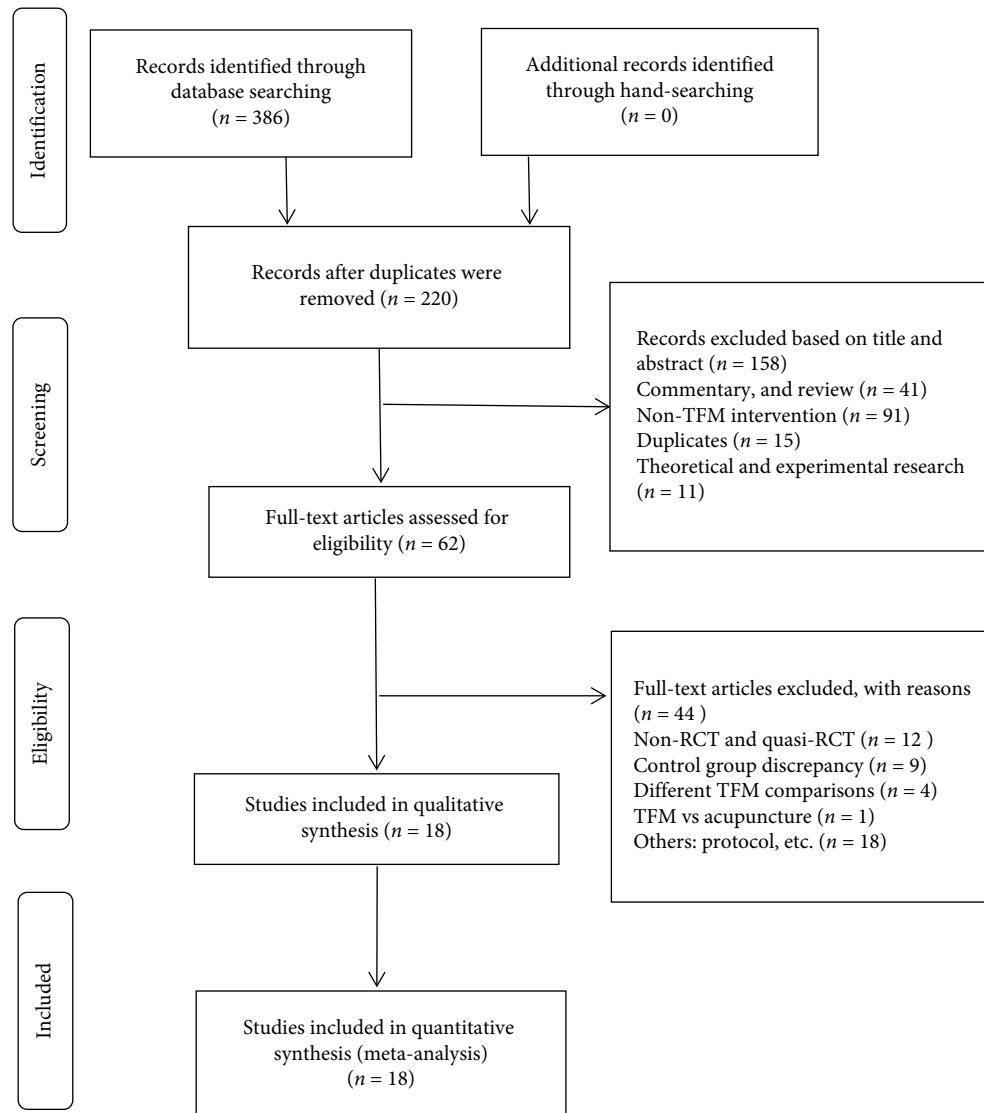 Identification
Records identified through
database searching
(n = 386)
Additional records identified
through hand-searching
(n = 0)
Records after duplicates were
removed (n = 220)
Screening
Records excluded based on title and
abstract (n = 158)
Commentary, and review (n = 41)
Non-TFM intervention (n = 91)
Duplicates (n = 15)
Theoretical and experimental research
(n = 11)
Full-text articles assessed for
eligibility (n = 62)
Eligibility
Full-text articles excluded, with reasons
(n = 44 )
Non-RCT and quasi-RCT (n = 12 )
Control group discrepancy (n = 9)
Different TFM comparisons (n = 4)
TFM vs acupuncture (n = 1)
Others: protocol, etc. (n = 18)
Studies included in qualitative
synthesis (n = 18)
Included
Studies included in quantitative
synthesis (meta-analysis)
(n = 18)